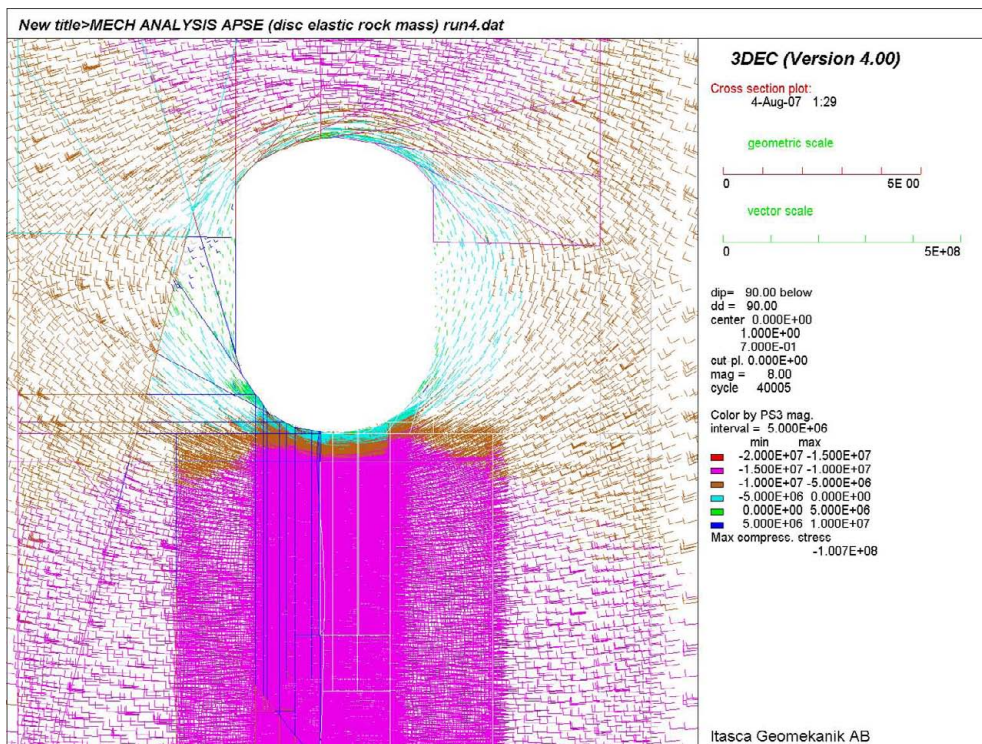 New title>MECH ANALYSIS APSE (disc elastic rock mass) run4.dat
3DEC (Version 4.00)
Cross section plot:
4-Aug-07 1:29
geometric scale
0 5E 00
vector scale
0 5E+08
dip= 90.00 below
dd = 90.00
center 0.000E+00
1.000E+00
7.000E-01
cut pl. 0.000E+00
mag = 8.00
cycle 40005
Color by PS3 mag.
interval = 5.000E+06
min max
-2.000E+07 -1.500E+07
-1.500E+07 -1.000E+07
-1.000E+07 -5.000E+06
-5.000E+06 0.000E+00
0.000E+00 5.000E+06
5.000E+06 1.000E+07
Max compress. stress
-1.007E+08
Itasca Geomekanik AB